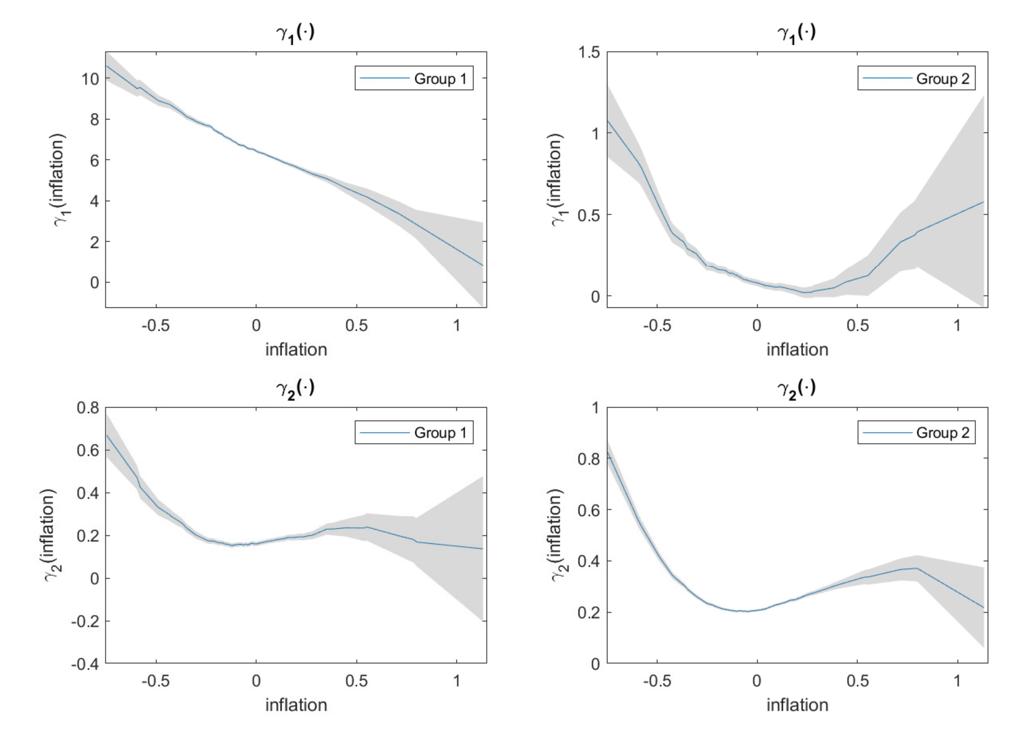 γ₁(·)
Group 1
10
8
6
4
2
0
γ₁(inflation)
-0.5 0 0.5 1
inflation
γ₁(·)
Group 2
1.5
1
0.5
0
γ₁(inflation)
-0.5 0 0.5 1
inflation
γ₂(·)
Group 1
0.8
0.6
0.4
0.2
0
-0.2
-0.4
γ₂(inflation)
-0.5 0 0.5 1
inflation
γ₂(·)
Group 2
1
0.8
0.6
0.4
0.2
0
γ₂(inflation)
-0.5 0 0.5 1
inflation